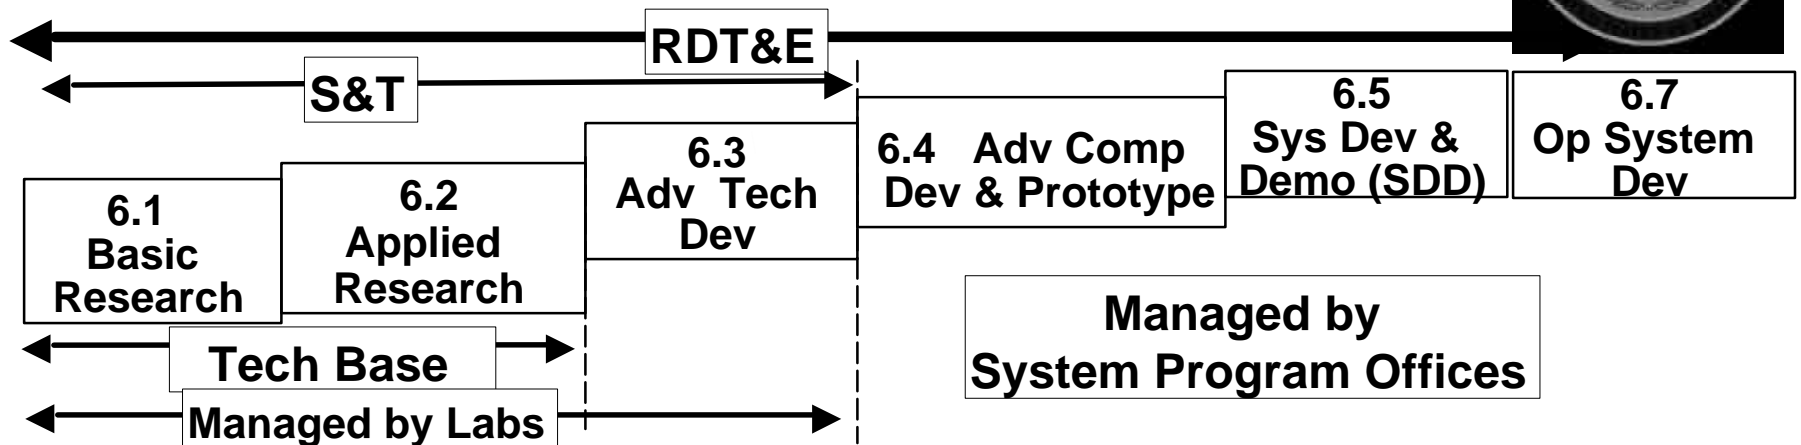 RDT&E
S&T
6.1
Basic
Research
6.2
Applied
Research
6.3
Adv Tech
Dev
6.4 Adv Comp
Dev & Prototype
6.5
Sys Dev &
Demo (SDD)
6.7
Op System
Dev
Tech Base
Managed by Labs
Managed by
System Program Offices